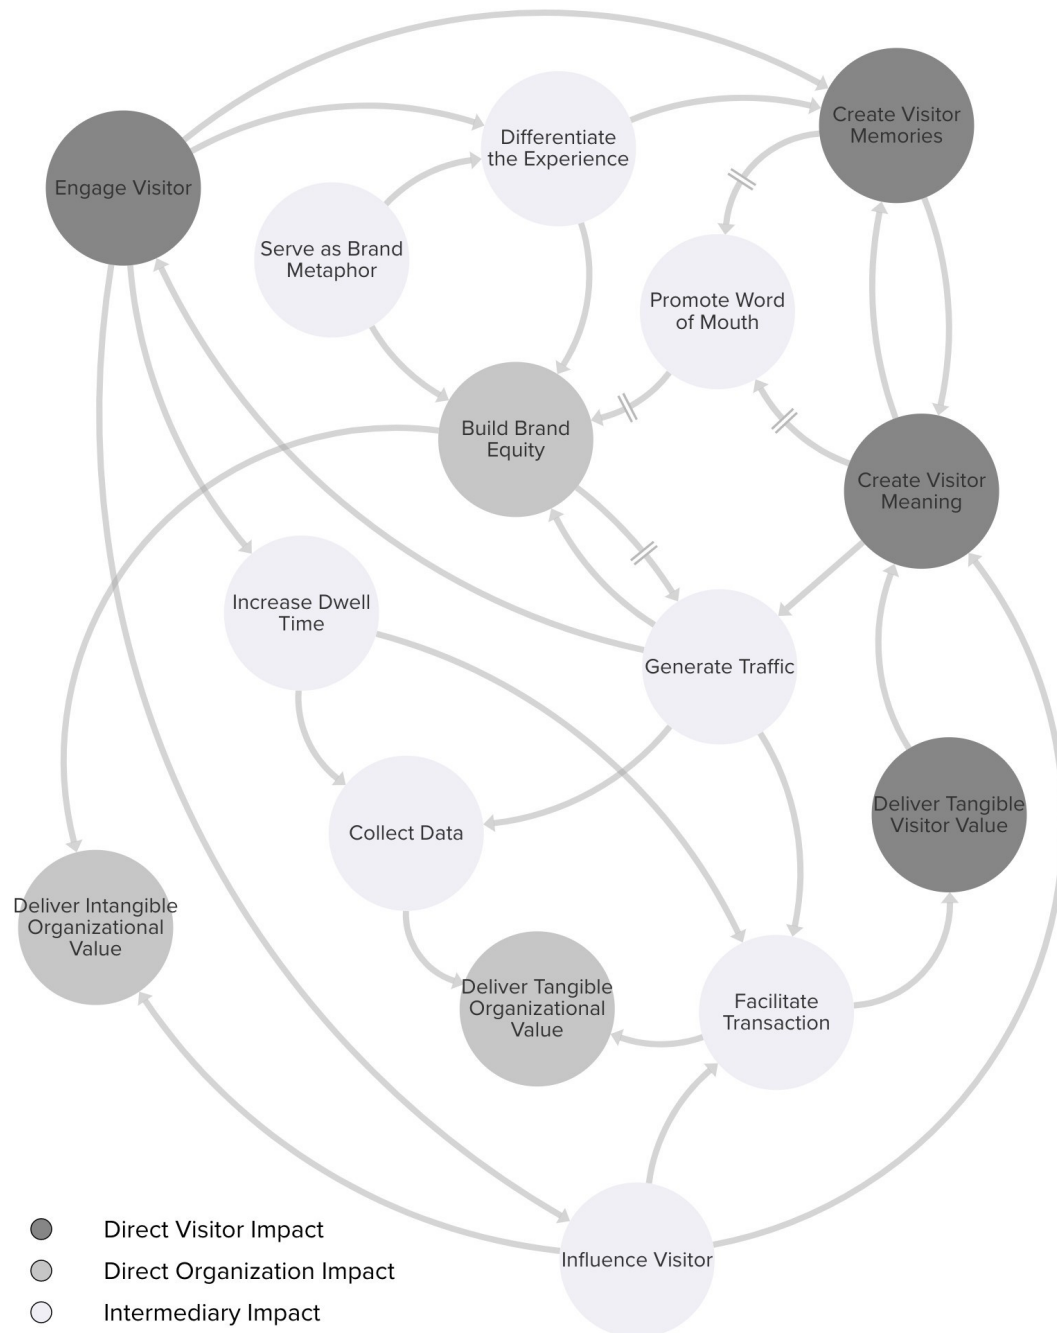 Create Visitor
Memories
Differentiate
the Experience
Engage Visitor
Serve as Brand
Metaphor
Promote Word
of Mouth
Build Brand
Equity
Create Visitor
Meaning
Increase Dwell
Time
Generate Traffic
Deliver Tangible
Visitor Value
Collect Data
Deliver Intangible
Organizational
Value
Deliver Tangible
Organizational
Value
Facilitate
Transaction
Influence Visitor
Direct Visitor Impact
Direct Organization Impact
Intermediary Impact